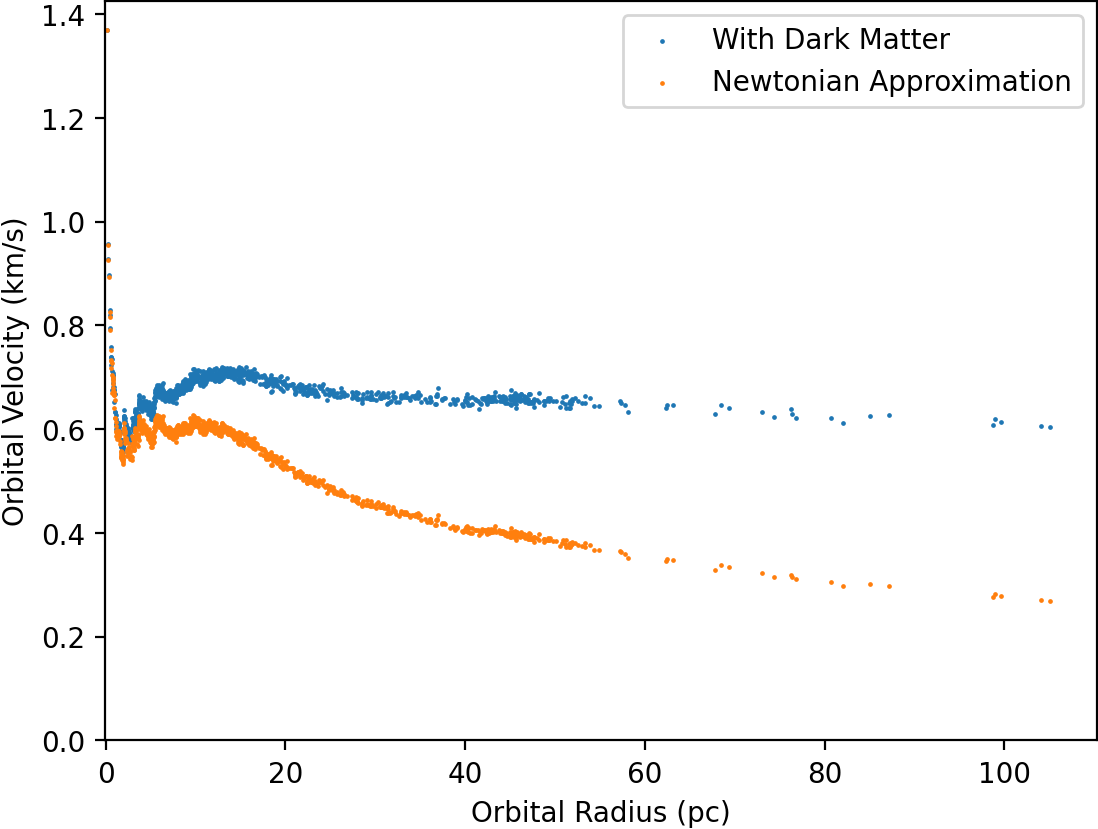 With Dark Matter
Newtonian Approximation
Orbital Velocity (km/s)
1.4
1.2
1.0
0.8
0.6
0.4
0.2
0.0
0 20 40 60 80 100
Orbital Radius (pc)